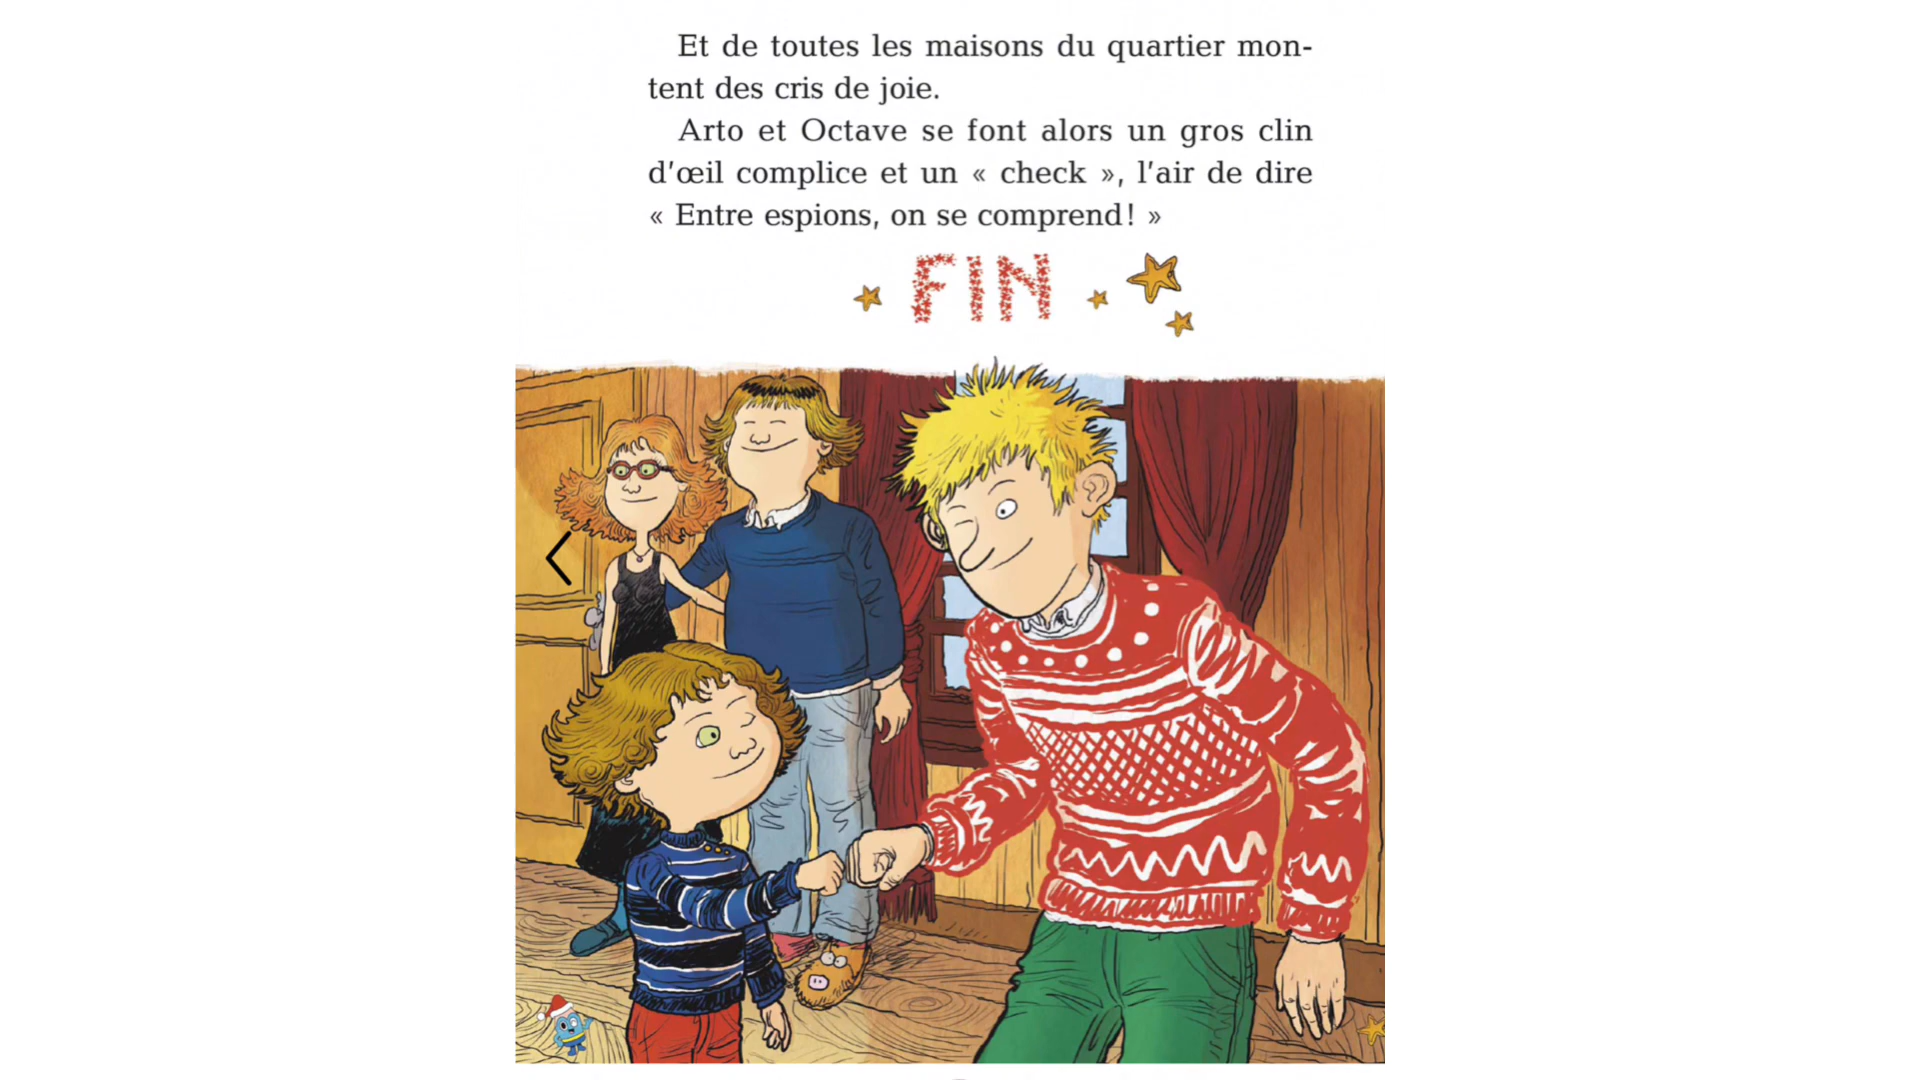 Et de toutes les maisons du quartier mon-
tent des cris de joie.
Arto et Octave se font alors un gros clin
d’œil complice et un « check », l’air de dire
« Entre espions, on se comprend! »
FIN